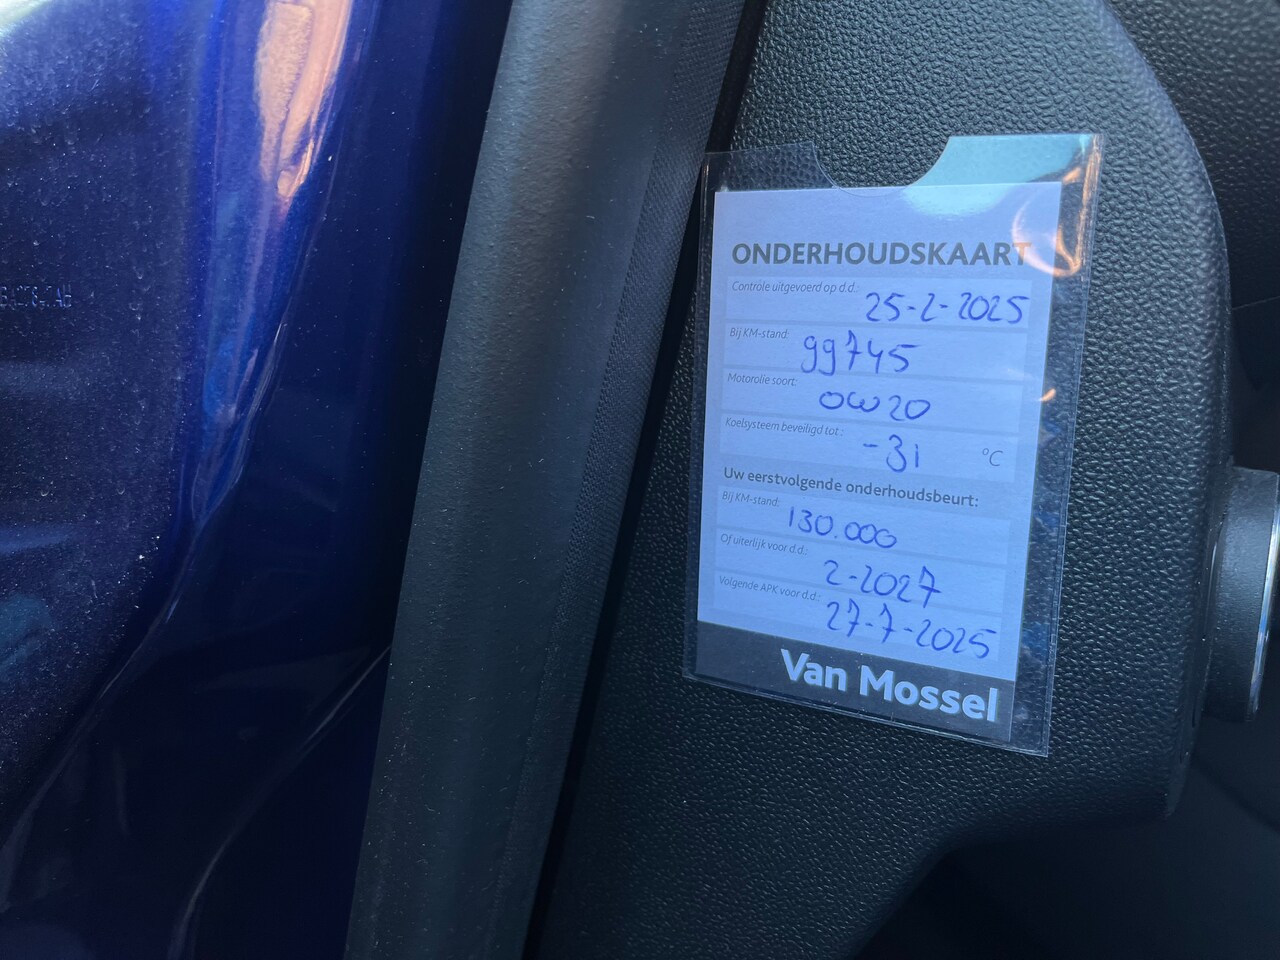 ONDERHOUDSKAART
Controle uitgevoerd op d.d.: 25-2-2025
Bij KM-stand: 99745
Motorolie soort: 0W20
Koelsysteem beveiligd tot: -31 °C
Uw eerstvolgende onderhoudsbeurt:
Bij KM-stand: 130.000
Of uiterlijk voor d.d.: 2-2027
Volgende APK voor d.d.: 27-7-2025
Van Mossel